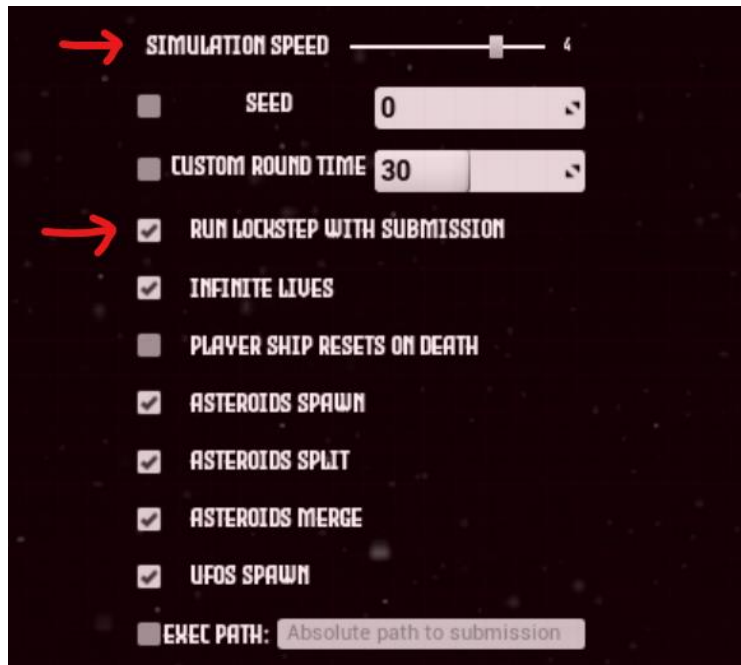 SIMULATION SPEED 4
SEED 0
CUSTOM ROUND TIME 30
RUN LOCKSTEP WITH SUBMISSION
INFINITE LIVES
PLAYER SHIP RESETS ON DEATH
ASTEROIDS SPAWN
ASTEROIDS SPLIT
ASTEROIDS MERGE
UFOS SPAWN
EXEC PATH: Absolute path to submission